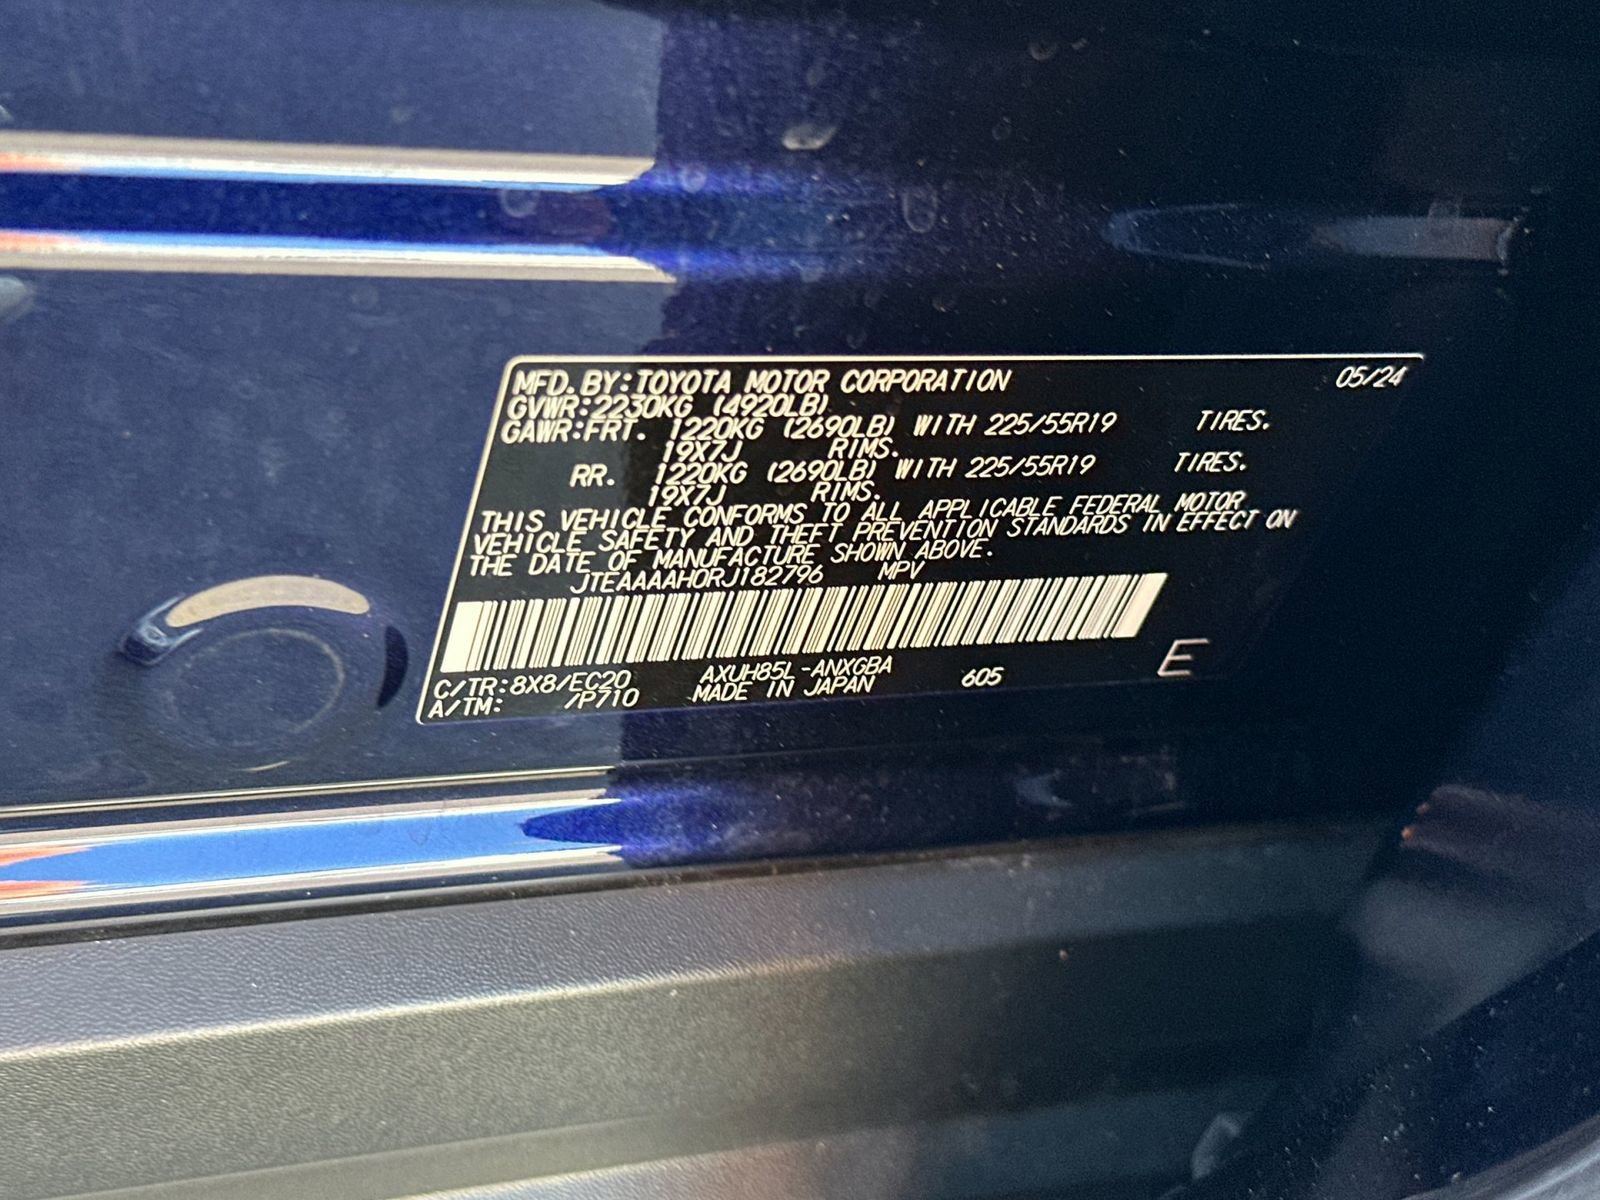 MFD. BY: TOYOTA MOTOR CORPORATION 05/24
GVWR: 2230KG (4920LB)
GAWR: FRT. 1220KG (2690LB) WITH 225/55R19 TIRES.
19X7J RIMS.
RR. 1220KG (2690LB) WITH 225/55R19 TIRES.
19X7J RIMS.
THIS VEHICLE CONFORMS TO ALL APPLICABLE FEDERAL MOTOR
VEHICLE SAFETY AND THEFT PREVENTION STANDARDS IN EFFECT ON
THE DATE OF MANUFACTURE SHOWN ABOVE.
JTEAAAAH0RJ182796 MPV
C/TR: 8X8/EC20 AXUH85L-ANXGBA 605 E
A/TM: /P710 MADE IN JAPAN